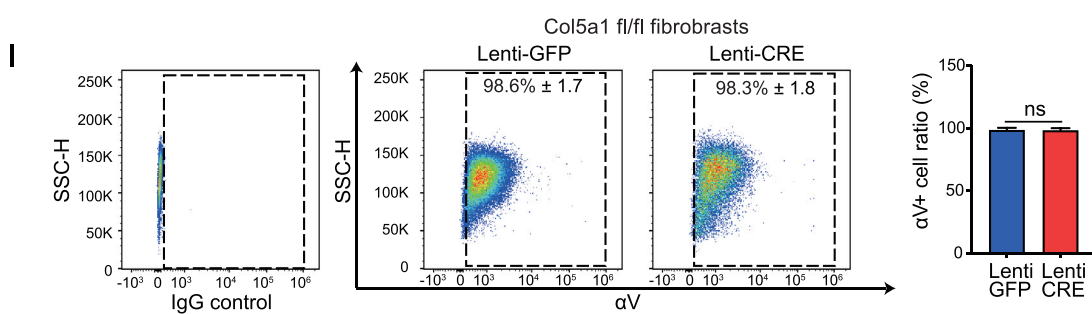 I
Col5a1 fl/fl fibrobrasts
Lenti-GFP
Lenti-CRE
SSC-H
250K
200K
150K
100K
50K
0
-10³ 0 10³ 10⁴ 10⁵ 10⁶
IgG control
SSC-H
250K
200K
150K
100K
50K
0
98.6% ± 1.7
-10³ 0 10³ 10⁴ 10⁵ 10⁶
98.3% ± 1.8
-10³ 0 10³ 10⁴ 10⁵ 10⁶
αV
αV+ cell ratio (%)
150
100
50
0
ns
Lenti Lenti
GFP CRE